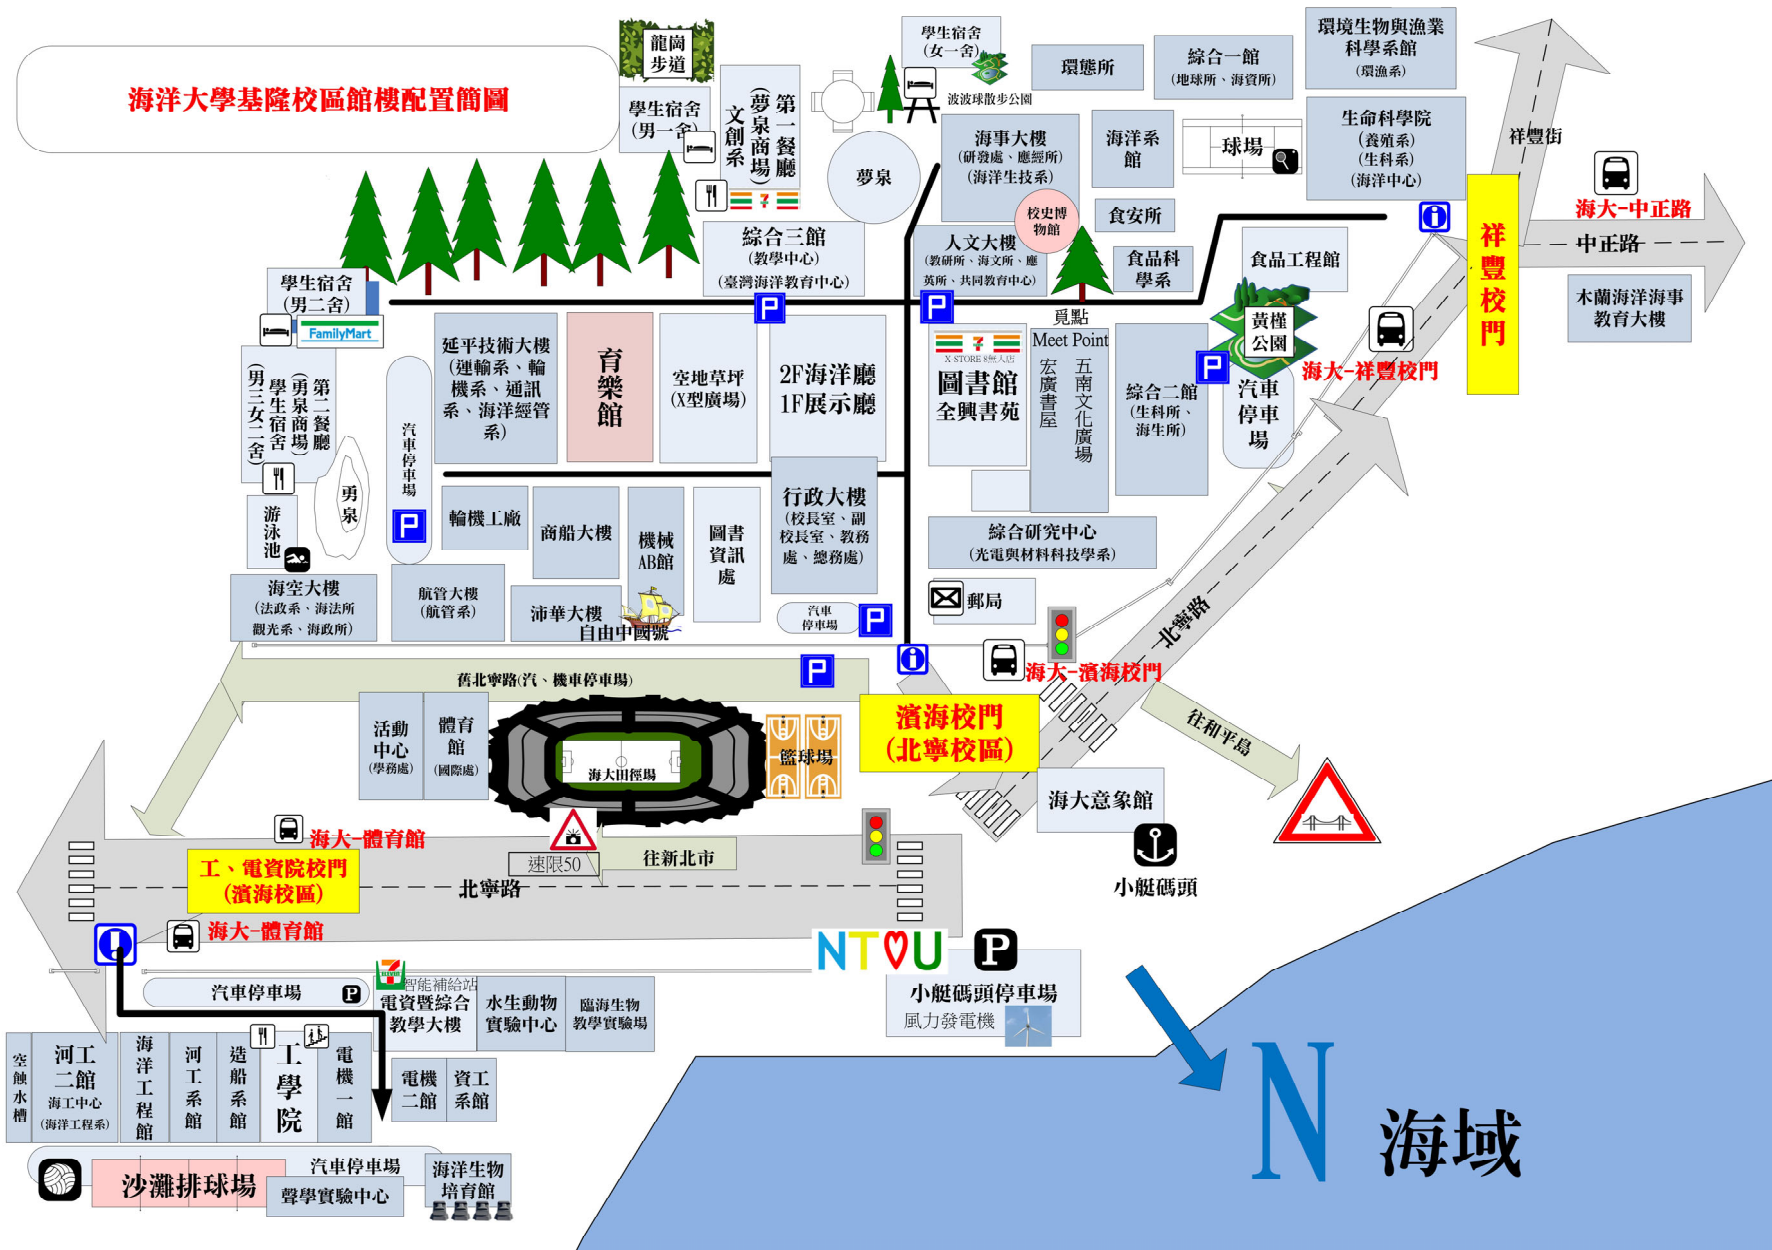 海洋大學基隆校區館樓配置簡圖
龍崗
步道
學生宿舍
(男一舍)
第一餐廳
(夢泉商場)
文創系
7
夢泉
學生宿舍
(女一舍)
波波球散步公園
環態所
綜合一館
(地球所、海資所)
環境生物與漁業
科學系館
(環漁系)
海事大樓
(研發處、應經所)
(海洋生技系)
校史博
物館
海洋系
館
球場
生命科學院
(養殖系)
(生科系)
(海洋中心)
祥豐街
海大-中正路
中正路
祥豐校門
木蘭海洋海事
教育大樓
食安所
人文大樓
(教研所、海文所、應
英所、共同教育中心)
食品科
學系
食品工程館
綜合三館
(教學中心)
(臺灣海洋教育中心)
P
P
學生宿舍
(男二舍)
FamilyMart
第二餐廳
(勇泉商場)
學生宿舍
(男三女二舍)
勇泉
游泳池
汽車停車場
P
延平技術大樓
(運輸系、輪
機系、通訊
系、海洋經管
系)
育樂館
空地草坪
(X型廣場)
2F海洋廳
1F展示廳
7
X STORE 8無人店
圖書館
全興書苑
覓點
Meet Point
五南文化廣場
宏廣書屋
綜合二館
(生科所、
海生所)
P
黃槿
公園
汽車
停車
場
海大-祥豐校門
輪機工廠
商船大樓
機械
AB館
圖書
資訊
處
行政大樓
(校長室、副
校長室、教務
處、總務處)
綜合研究中心
(光電與材料科技學系)
郵局
海空大樓
(法政系、海法所
觀光系、海政所)
航管大樓
(航管系)
沛華大樓
自由中國號
汽車
停車場
P
北寧路
海大-濱海校門
舊北寧路(汽、機車停車場)
P
活動
中心
(學務處)
體育
館
(國際處)
海大田徑場
籃球場
濱海校門
(北寧校區)
往和平島
海大意象館
小艇碼頭
海大-體育館
速限50
往新北市
工、電資院校門
(濱海校區)
北寧路
海大-體育館
NTOU
P
小艇碼頭停車場
風力發電機
汽車停車場
P
7
ELEVEN
智能補給站
電資暨綜合
教學大樓
水生動物
實驗中心
臨海生物
教學實驗場
空蝕水槽
河工
二館
海工中心
(海洋工程系)
海洋工程館
河工系館
造船系館
工學院
電機一館
電機
二館
資工
系館
汽車停車場
沙灘排球場
聲學實驗中心
海洋生物
培育館
N
海域